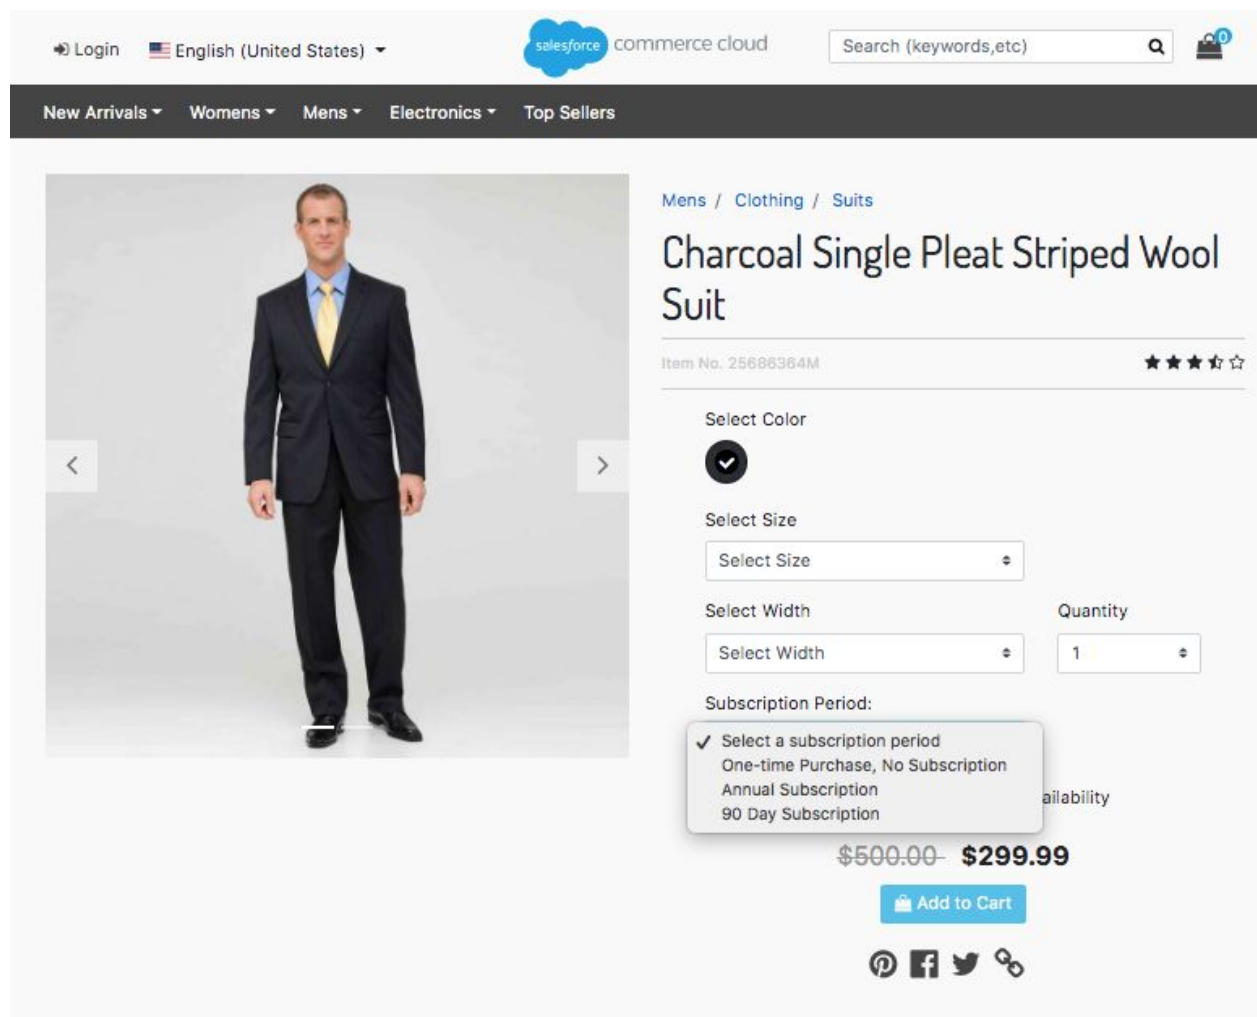 Login
English (United States)
salesforce commerce cloud
Search (keywords,etc)
0
New Arrivals Womens Mens Electronics Top Sellers
Mens / Clothing / Suits
Charcoal Single Pleat Striped Wool
Suit
Item No. 25686364M
Select Color
Select Size
Select Size
Select Width
Quantity
Select Width
1
Subscription Period:
Select a subscription period
One-time Purchase, No Subscription
Annual Subscription
90 Day Subscription
ailability
$500.00 $299.99
Add to Cart